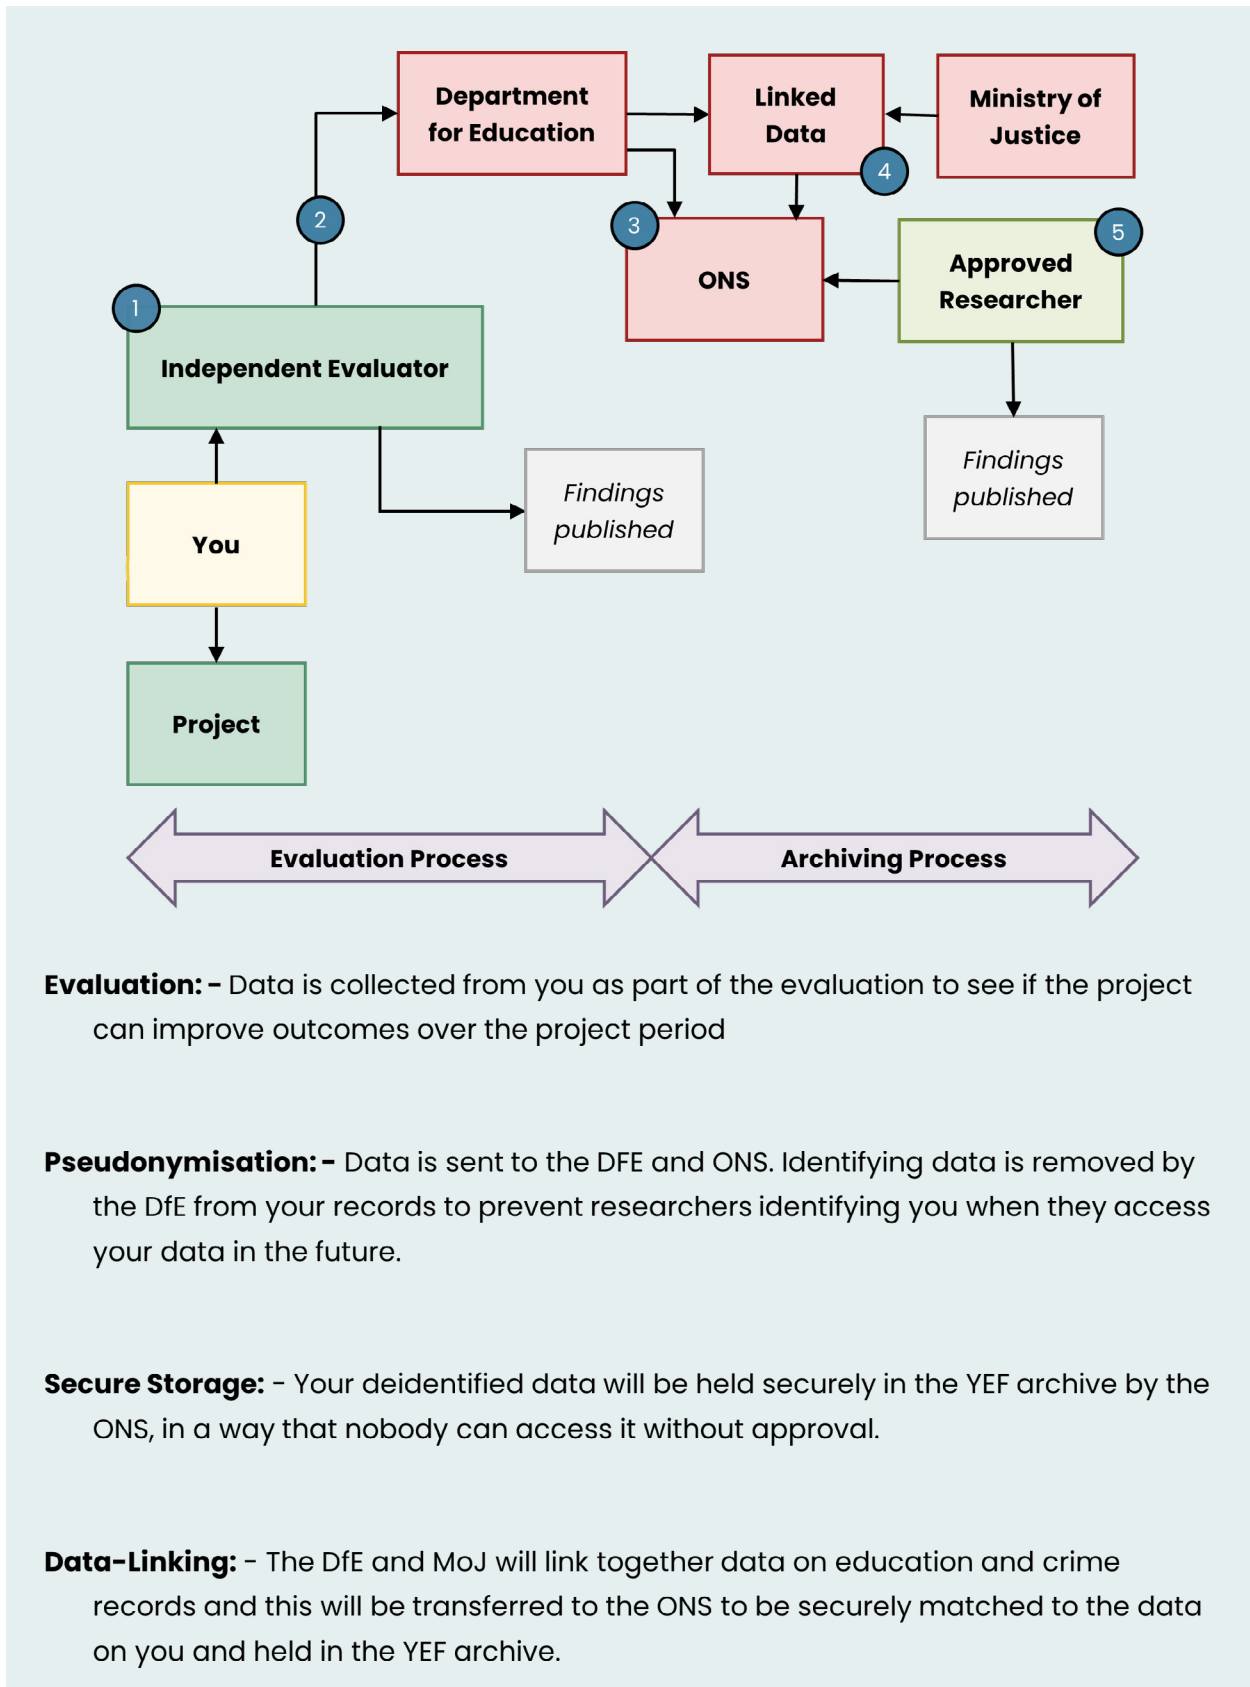 Department
for Education
Linked
Data
Ministry of
Justice
4
2
3
ONS
Approved
Researcher
5
1
Independent Evaluator
Findings
published
Findings
published
You
Project
Evaluation Process
Archiving Process
Evaluation: - Data is collected from you as part of the evaluation to see if the project
can improve outcomes over the project period
Pseudonymisation: - Data is sent to the DFE and ONS. Identifying data is removed by
the DfE from your records to prevent researchers identifying you when they access
your data in the future.
Secure Storage: - Your deidentified data will be held securely in the YEF archive by the
ONS, in a way that nobody can access it without approval.
Data-Linking: - The DfE and MoJ will link together data on education and crime
records and this will be transferred to the ONS to be securely matched to the data
on you and held in the YEF archive.